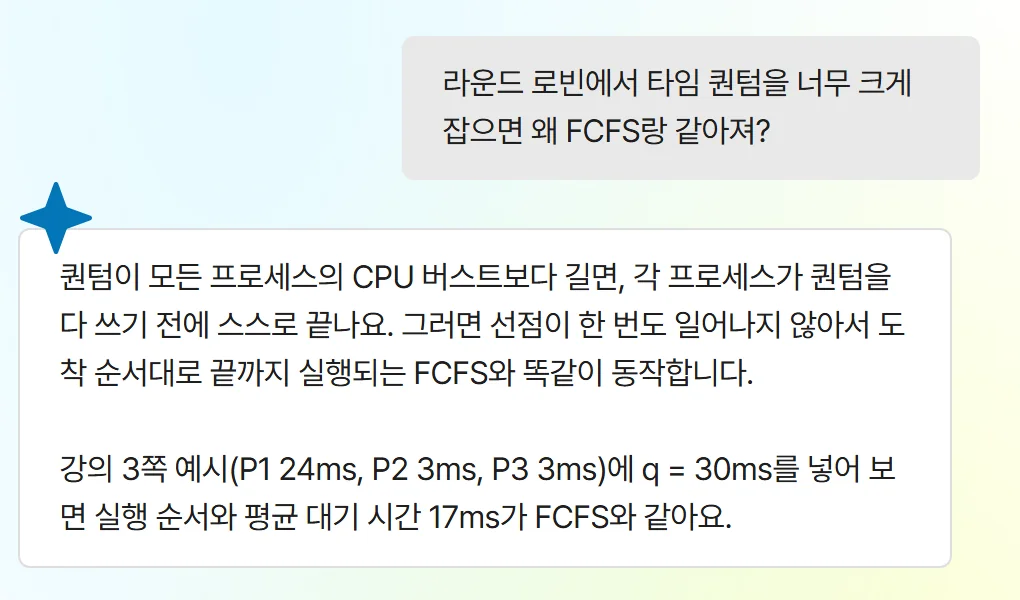 라운드 로빈에서 타임 퀀텀을 너무 크게
잡으면 왜 FCFS랑 같아져?
퀀텀이 모든 프로세스의 CPU 버스트보다 길면, 각 프로세스가 퀀텀을
다 쓰기 전에 스스로 끝나요. 그러면 선점이 한 번도 일어나지 않아서 도
착 순서대로 끝까지 실행되는 FCFS와 똑같이 동작합니다.
강의 3쪽 예시(P1 24ms, P2 3ms, P3 3ms)에 q = 30ms를 넣어 보
면 실행 순서와 평균 대기 시간 17ms가 FCFS와 같아요.